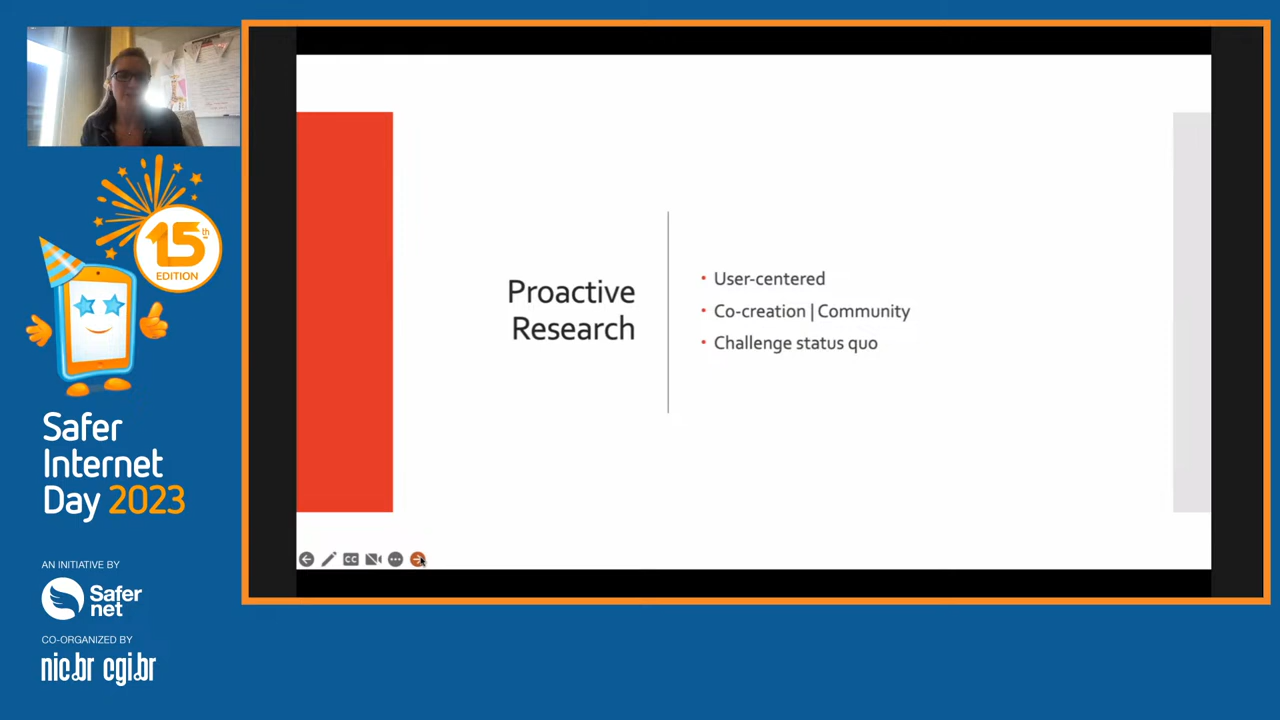 15th
EDITION
Safer
Internet
Day 2023
AN INITIATIVE BY
Safer
net
CO-ORGANIZED BY
nic.br cgi.br
Proactive
Research
• User-centered
• Co-creation | Community
• Challenge status quo
CC